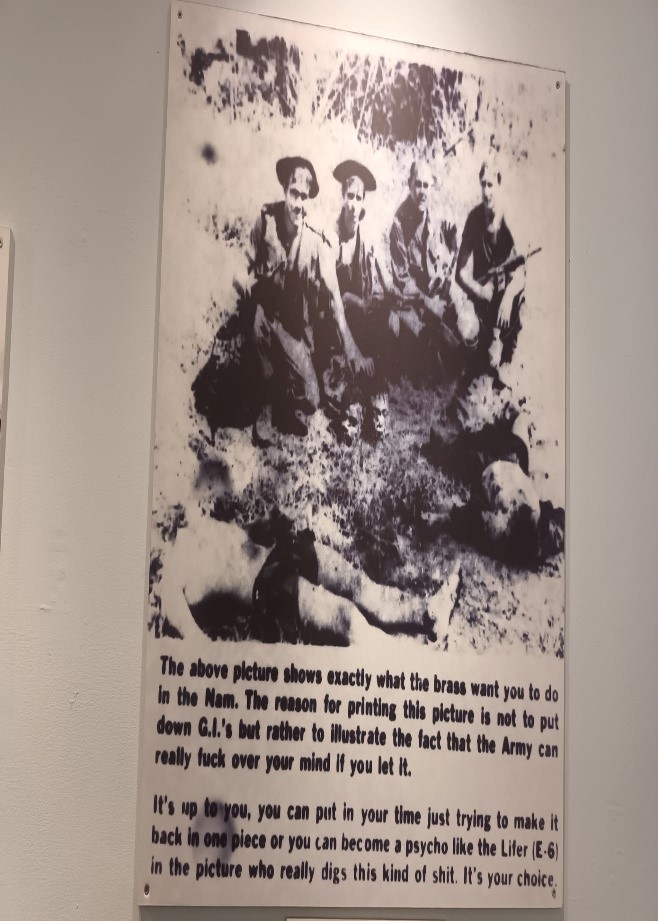 The above picture shows exactly what the brass want you to do
in the Nam. The reason for printing this picture is not to put
down G.I.'s but rather to illustrate the fact that the Army can
really fuck over your mind if you let it.
It's up to you, you can put in your time just trying to make it
back in one piece or you can become a psycho like the Lifer (E-6)
in the picture who really digs this kind of shit. It's your choice.